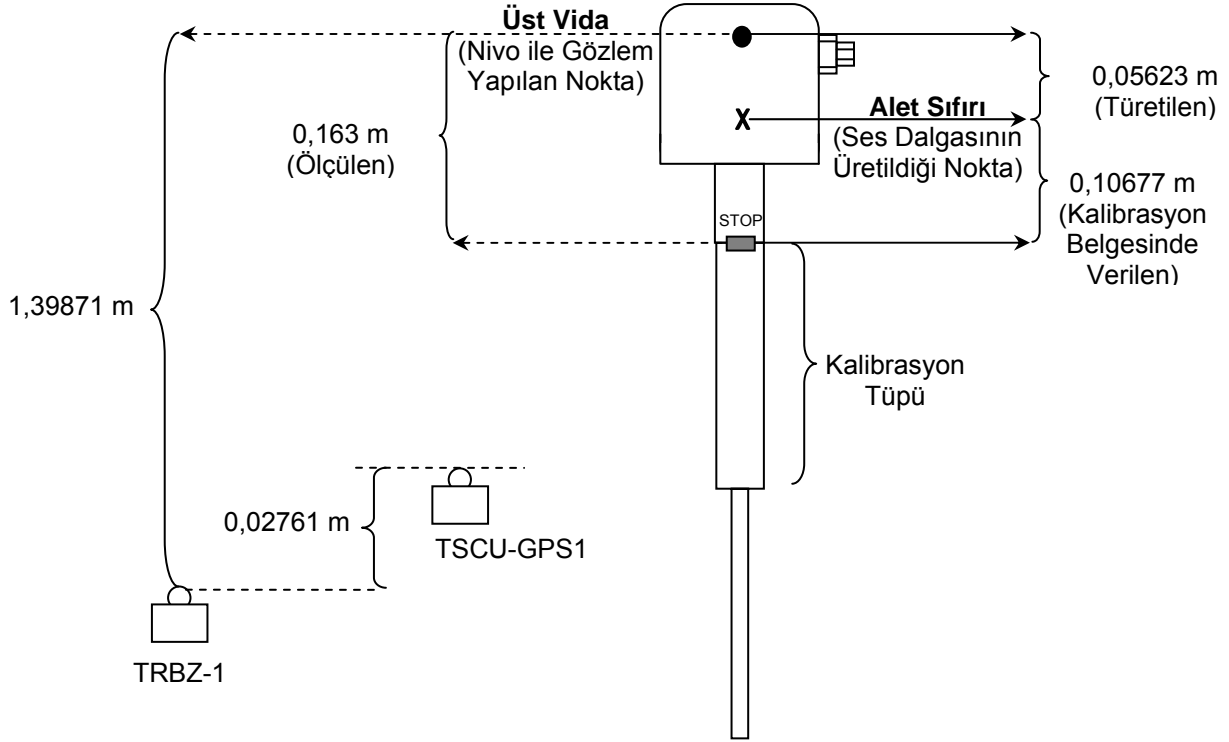 Üst Vida
(Nivo ile Gözlem
Yapılan Nokta)
0,05623 m
(Türetilen)
Alet Sıfırı
(Ses Dalgasının
Üretildiği Nokta)
0,163 m
(Ölçülen)
0,10677 m
(Kalibrasyon
Belgesinde
Verilen)
STOP
X
1,39871 m
Kalibrasyon
Tüpü
0,02761 m
TSCU-GPS1
TRBZ-1